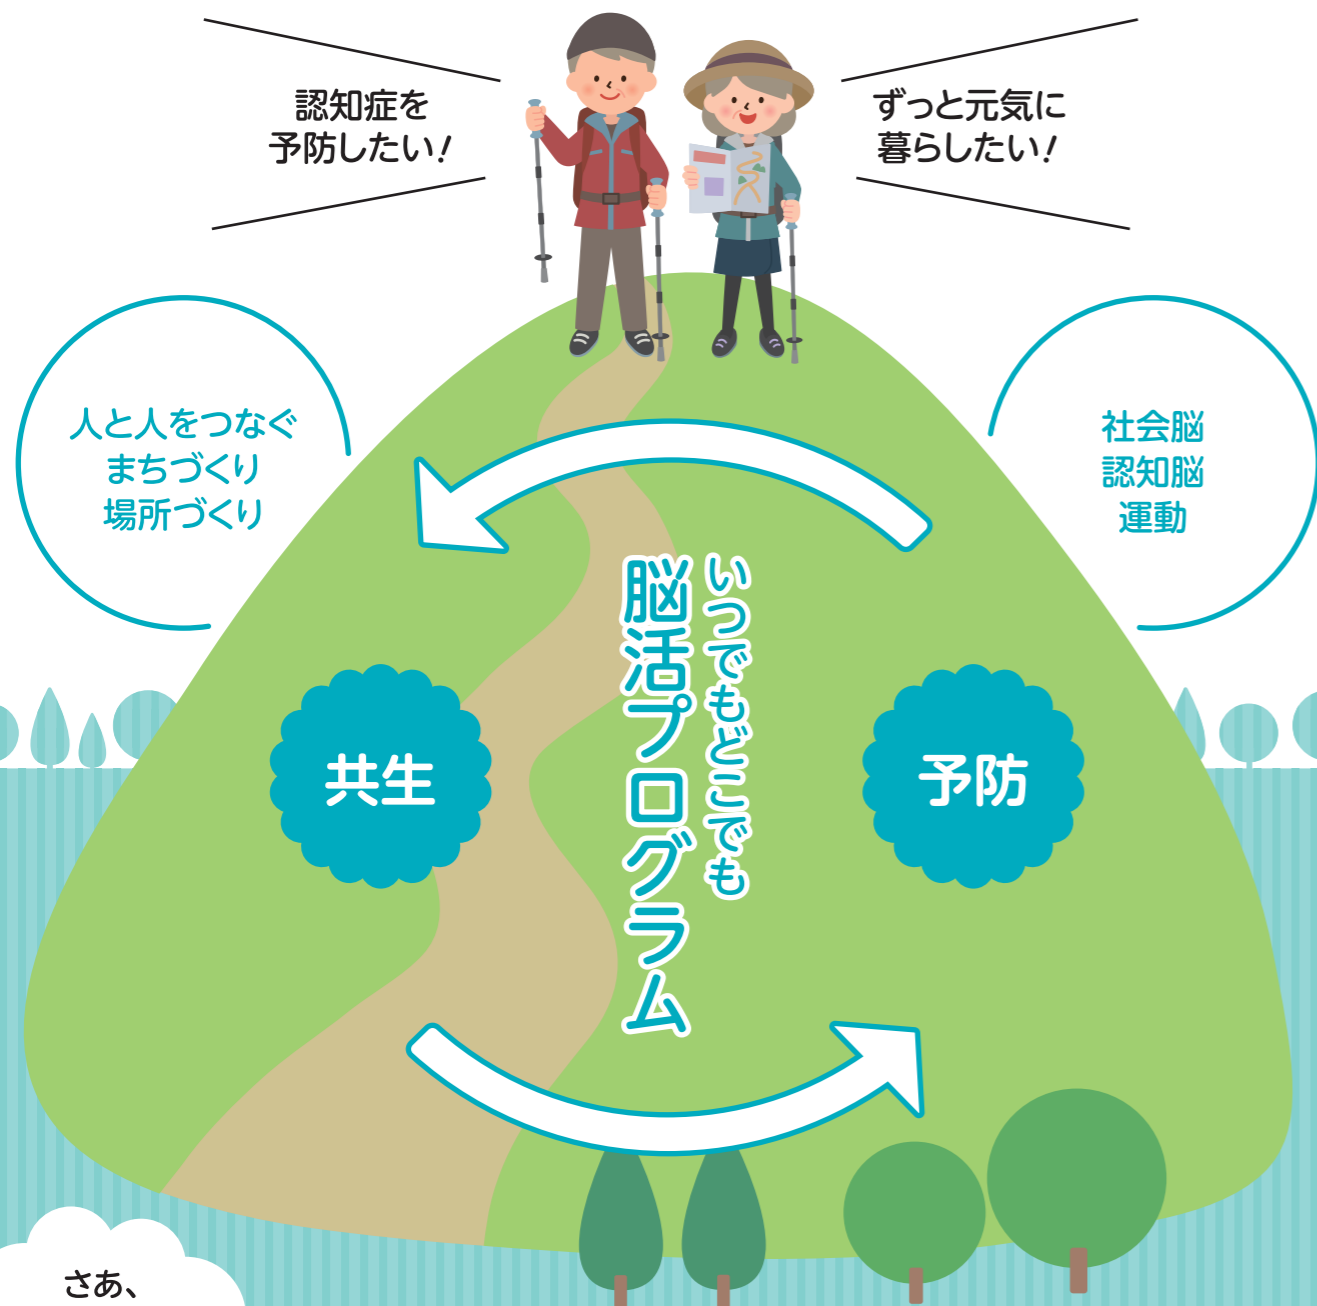 認知症を
予防したい!
ずっと元気に
暮らしたい!
人と人をつなぐ
まちづくり
場所づくり
社会脳
認知脳
運動
いつでもどこでも
脳活プログラム
共生
予防
さあ、